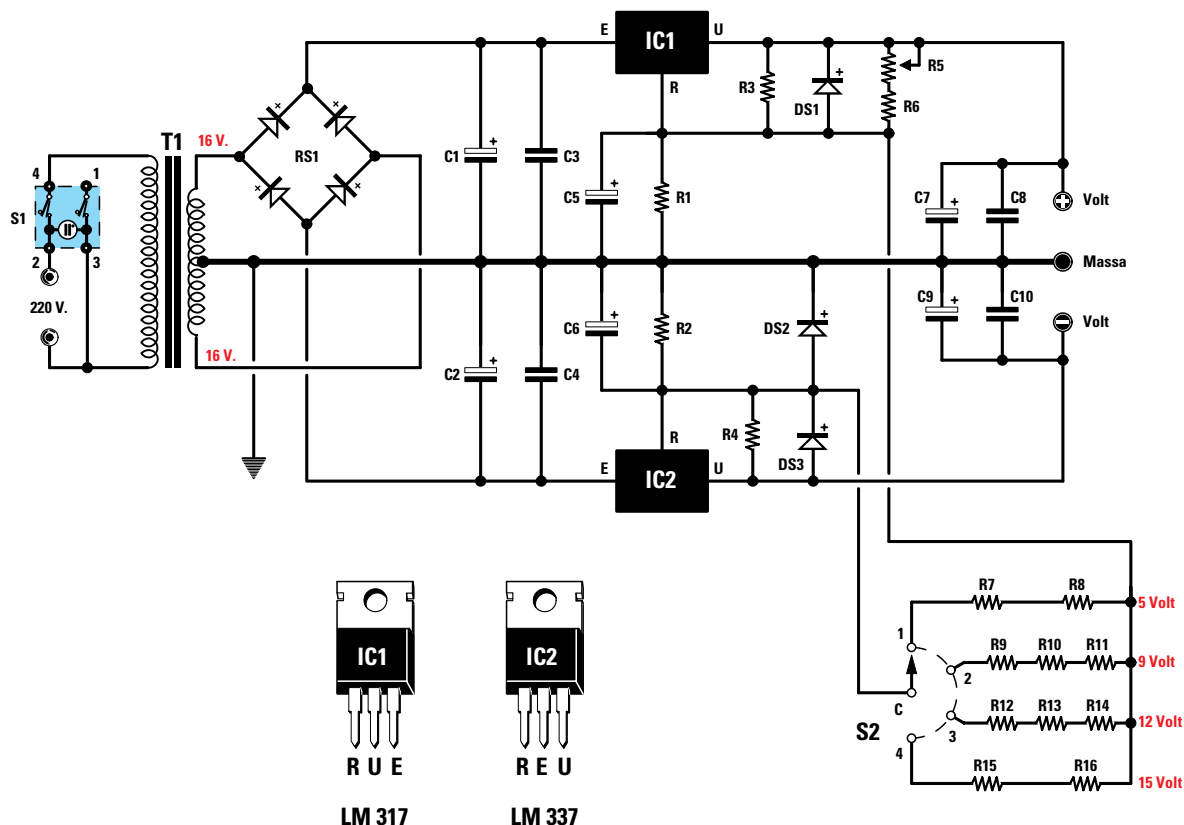 E IC1 U
R
R3
DS1
+
R5
R6
T1
16 V.
RS1
C1
+
C3
C5
+
R1
4 1
S1
2 3
220 V.
16 V.
C7
+
C8
Volt
Massa
C9
+
C10
Volt
C6
+
R2
DS2
+
C2
+
C4
R
R4
DS3
+
E IC2 U
R7 R8
5 Volt
1
R9 R10 R11
9 Volt
2
C
R12 R13 R14
12 Volt
3
S2
4
R15 R16
15 Volt
IC1
R U E
LM 317
IC2
R E U
LM 337